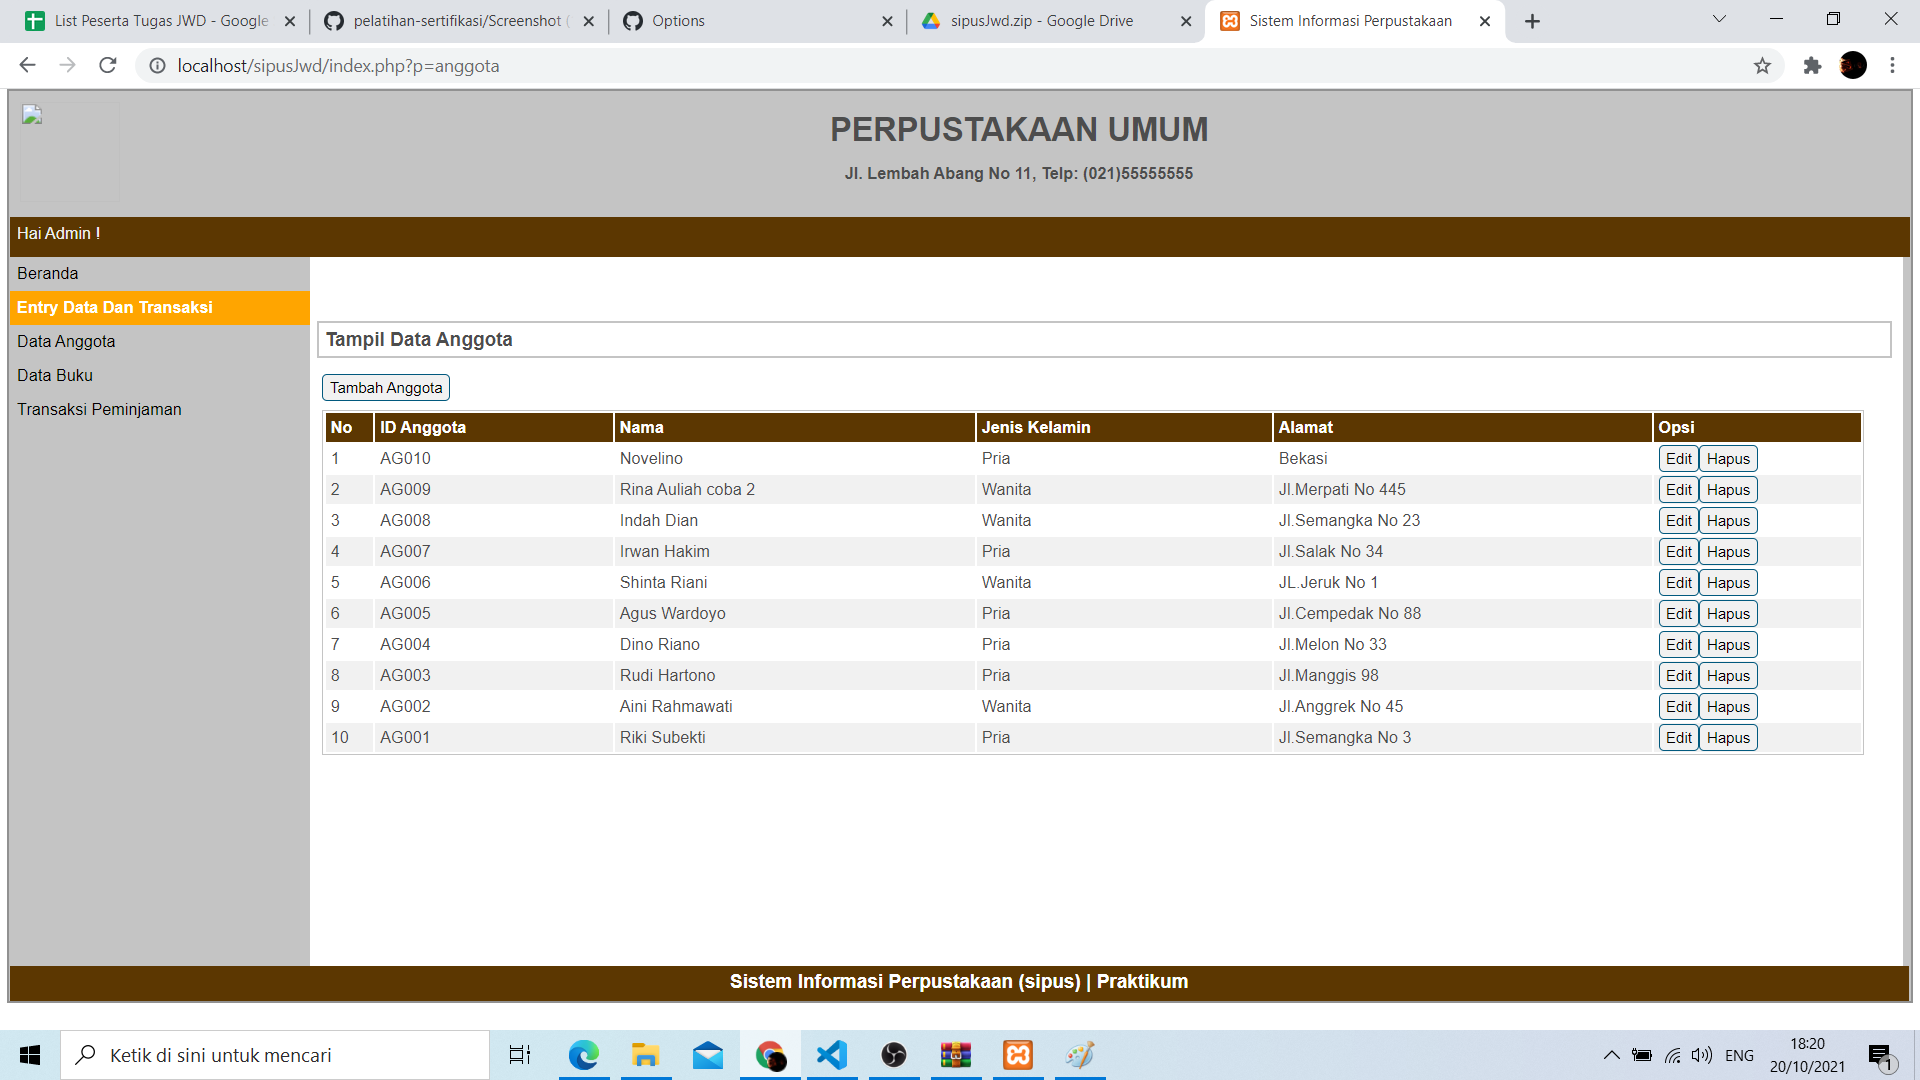 List Peserta Tugas JWD - Google
pelatihan-sertifikasi/Screenshot (
Options
sipusJwd.zip - Google Drive
Sistem Informasi Perpustakaan
localhost/sipusJwd/index.php?p=anggota
PERPUSTAKAAN UMUM
Jl. Lembah Abang No 11, Telp: (021)55555555
Hai Admin !
Beranda
Entry Data Dan Transaksi
Data Anggota
Data Buku
Transaksi Peminjaman
Tampil Data Anggota
Tambah Anggota
No ID Anggota Nama Jenis Kelamin Alamat Opsi
1 AG010 Novelino Pria Bekasi Edit Hapus
2 AG009 Rina Auliah coba 2 Wanita Jl.Merpati No 445 Edit Hapus
3 AG008 Indah Dian Wanita Jl.Semangka No 23 Edit Hapus
4 AG007 Irwan Hakim Pria Jl.Salak No 34 Edit Hapus
5 AG006 Shinta Riani Wanita JL.Jeruk No 1 Edit Hapus
6 AG005 Agus Wardoyo Pria Jl.Cempedak No 88 Edit Hapus
7 AG004 Dino Riano Pria Jl.Melon No 33 Edit Hapus
8 AG003 Rudi Hartono Pria Jl.Manggis 98 Edit Hapus
9 AG002 Aini Rahmawati Wanita Jl.Anggrek No 45 Edit Hapus
10 AG001 Riki Subekti Pria Jl.Semangka No 3 Edit Hapus
Sistem Informasi Perpustakaan (sipus) | Praktikum
Ketik di sini untuk mencari
ENG
18:20
20/10/2021
1